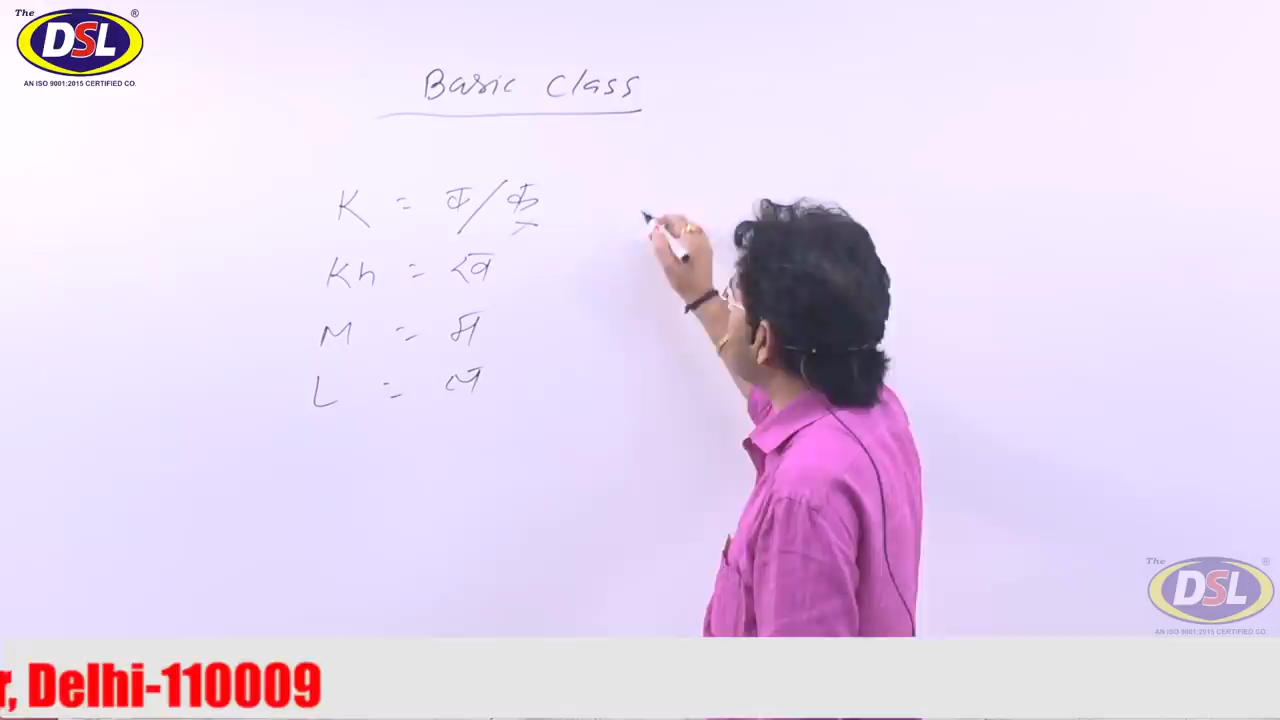 The DSL ®
AN ISO 9001:2015 CERTIFIED CO.
Basic Class
K = क / क़
Kh = ख
M = म
L = ल
The DSL ®
AN ISO 9001:2015 CERTIFIED CO.
r, Delhi-110009